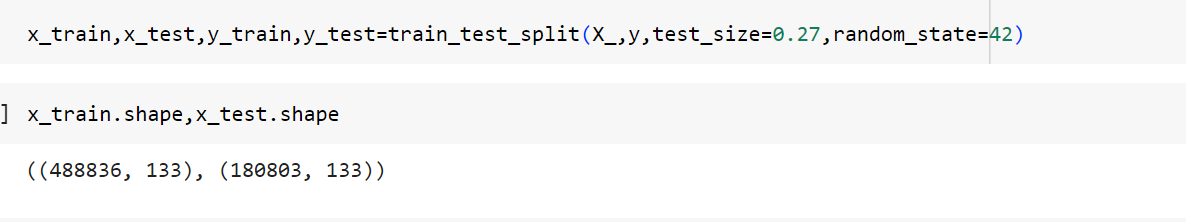 x_train,x_test,y_train,y_test=train_test_split(X_,y,test_size=0.27,random_state=42)
] x_train.shape,x_test.shape
((488836, 133), (180803, 133))